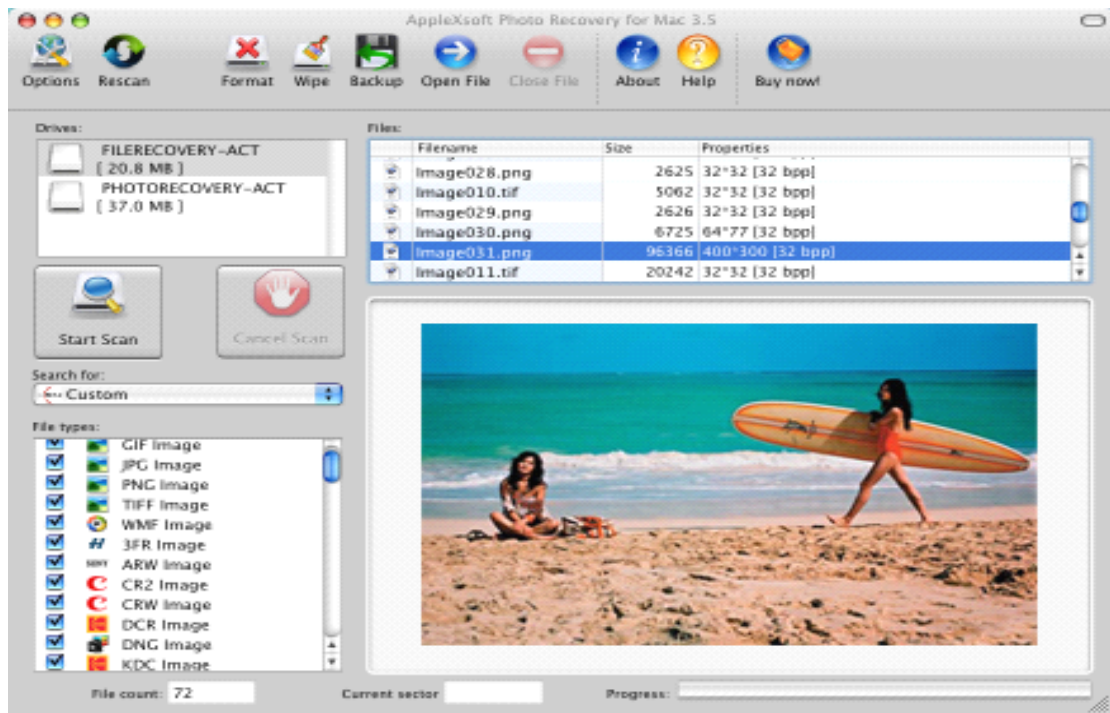 AppleXsoft Photo Recovery for Mac 3.5
Options Rescan Format Wipe Backup Open File Close File About Help Buy now!
Drives:
FILERECOVERY-ACT
[ 20.8 MB ]
PHOTORECOVERY-ACT
[ 37.0 MB ]
Start Scan
Cancel Scan
Search for:
Custom
File types:
GIF Image
JPG Image
PNG Image
TIFF Image
WMF Image
3FR Image
SONY ARW Image
CR2 Image
CRW Image
DCR Image
DNG Image
KDC Image
Files:
Filename Size Properties
Image028.png 2625 32*32 [32 bpp]
Image010.tif 5062 32*32 [32 bpp]
Image029.png 2626 32*32 [32 bpp]
Image030.png 6725 64*77 [32 bpp]
Image031.png 96366 400*300 [32 bpp]
Image011.tif 20242 32*32 [32 bpp]
File count: 72
Current sector
Progress: